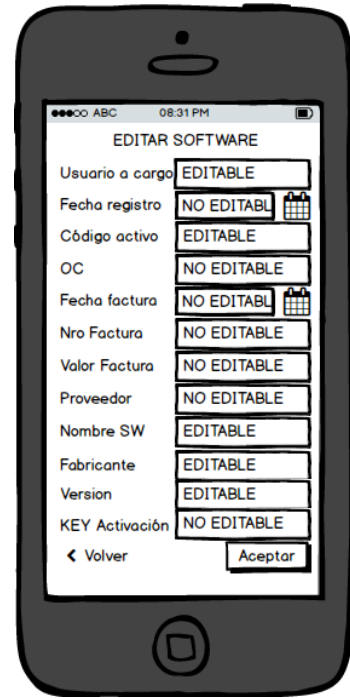 ABC 08:31 PM
EDITAR SOFTWARE
Usuario a cargo EDITABLE
Fecha registro NO EDITABL
Código activo EDITABLE
OC NO EDITABLE
Fecha factura NO EDITABL
Nro Factura NO EDITABLE
Valor Factura NO EDITABLE
Proveedor NO EDITABLE
Nombre SW EDITABLE
Fabricante EDITABLE
Version EDITABLE
KEY Activación NO EDITABLE
Volver Aceptar